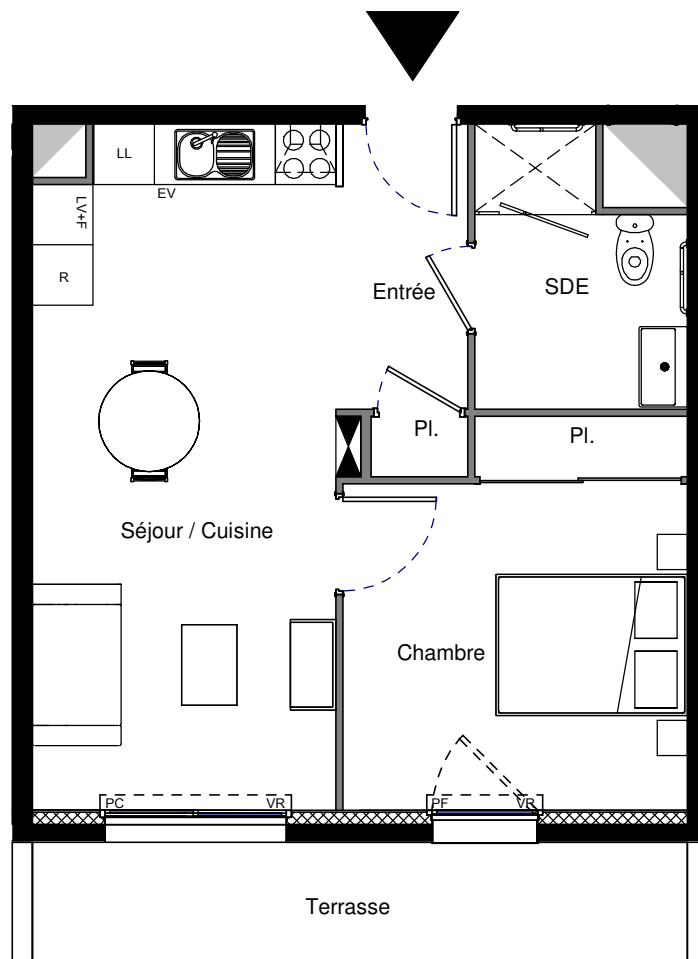 LL
EV
LV+F
R
Entrée
SDE
Pl.
Pl.
Séjour / Cuisine
Chambre
PC
VR
PF
VR
Terrasse